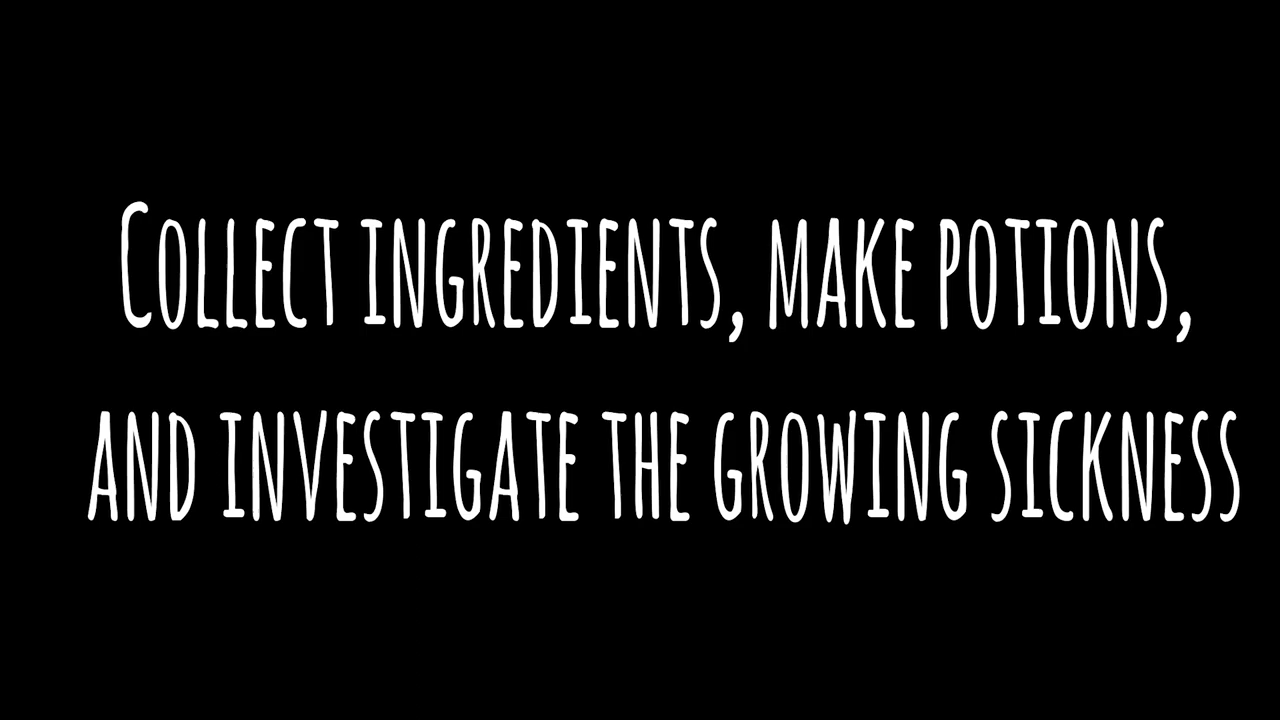 Collect ingredients, make potions,
and investigate the growing sickness